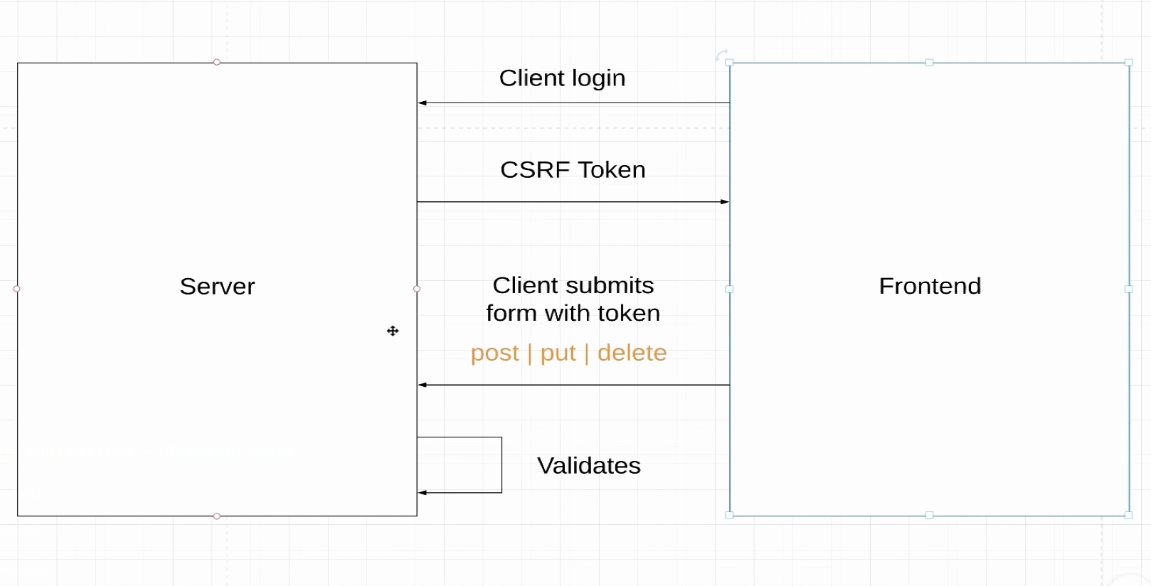 Client login
CSRF Token
Server
Client submits
form with token
post | put | delete
Frontend
Validates